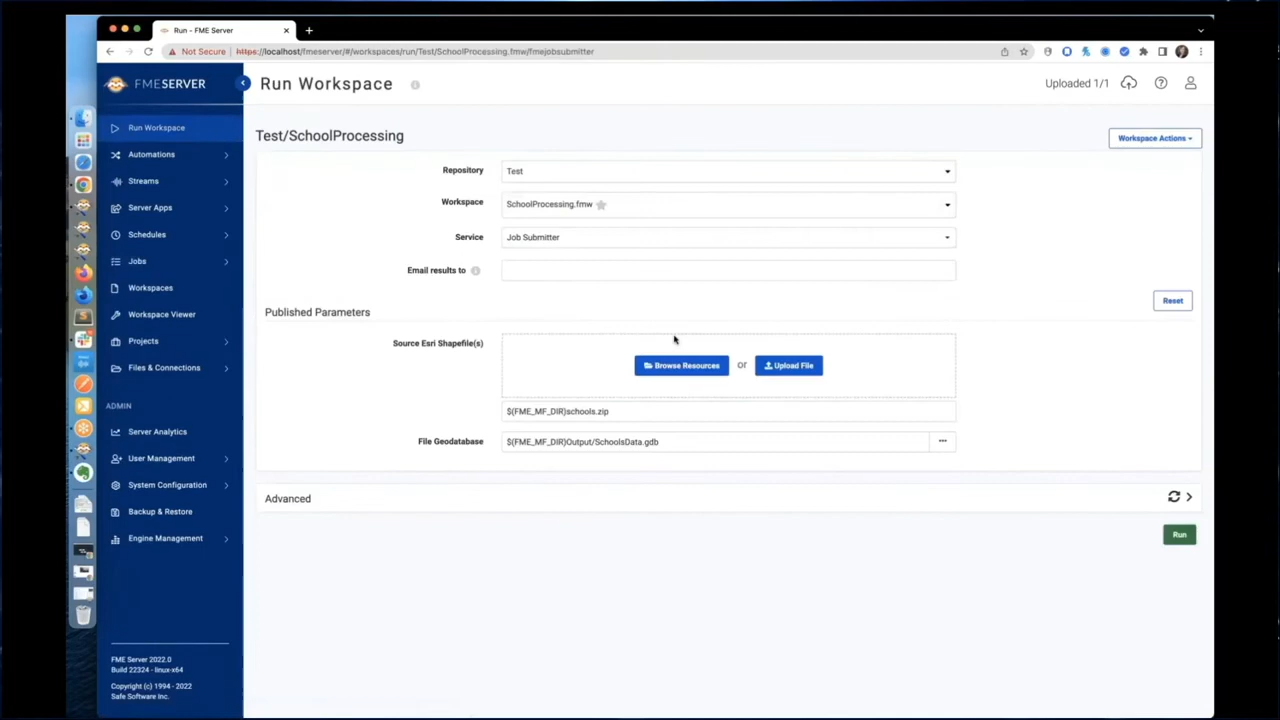 Run - FME Server
Not Secure
https://localhost/fmeserver/#/workspaces/run/Test/SchoolProcessing.fmw/fmejobsubmitter
FMESERVER
Run Workspace
Uploaded 1/1
Run Workspace
Automations
Streams
Server Apps
Schedules
Jobs
Workspaces
Workspace Viewer
Projects
Files & Connections
ADMIN
Server Analytics
User Management
System Configuration
Backup & Restore
Engine Management
FME Server 2022.0
Build 22324 - linux-x64
Copyright (c) 1994 - 2022
Safe Software Inc.
Test/SchoolProcessing
Workspace Actions
Repository
Test
Workspace
SchoolProcessing.fmw
Service
Job Submitter
Email results to
Reset
Published Parameters
Source Esri Shapefile(s)
Browse Resources or Upload File
$(FME_MF_DIR)schools.zip
File Geodatabase
$(FME_MF_DIR)Output/SchoolsData.gdb
Advanced
Run